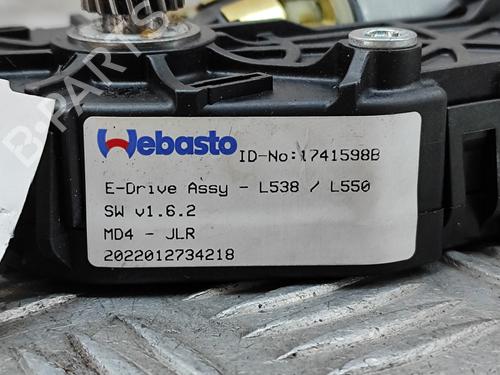 Webasto ID-No:1741598B
E-Drive Assy - L538 / L550
SW v1.6.2
MD4 - JLR
2022012734218
B-PARTS